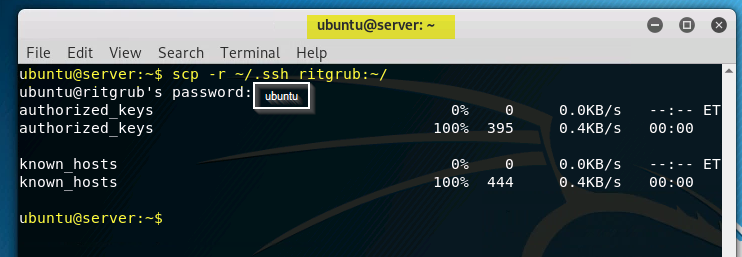 ubuntu@server: ~
File Edit View Search Terminal Help
ubuntu@server:~$ scp -r ~/.ssh ritgrub:~/
ubuntu@ritgrub's password: ubuntu
authorized_keys 0% 0 0.0KB/s --:-- ET
authorized_keys 100% 395 0.4KB/s 00:00
known_hosts 0% 0 0.0KB/s --:-- ET
known_hosts 100% 444 0.4KB/s 00:00
ubuntu@server:~$